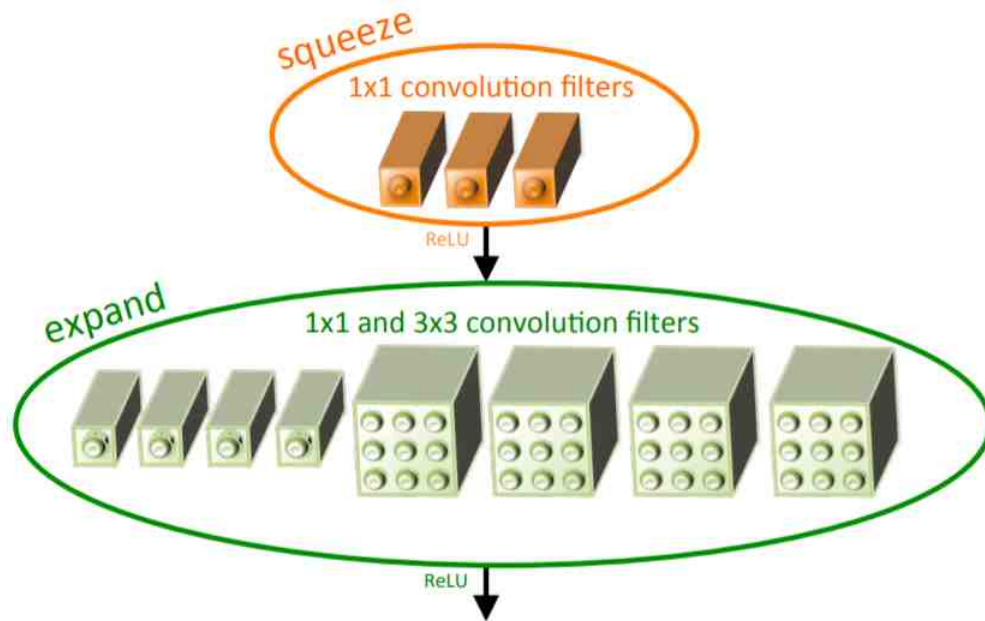 squeeze
1x1 convolution filters
ReLU
expand
1x1 and 3x3 convolution filters
ReLU